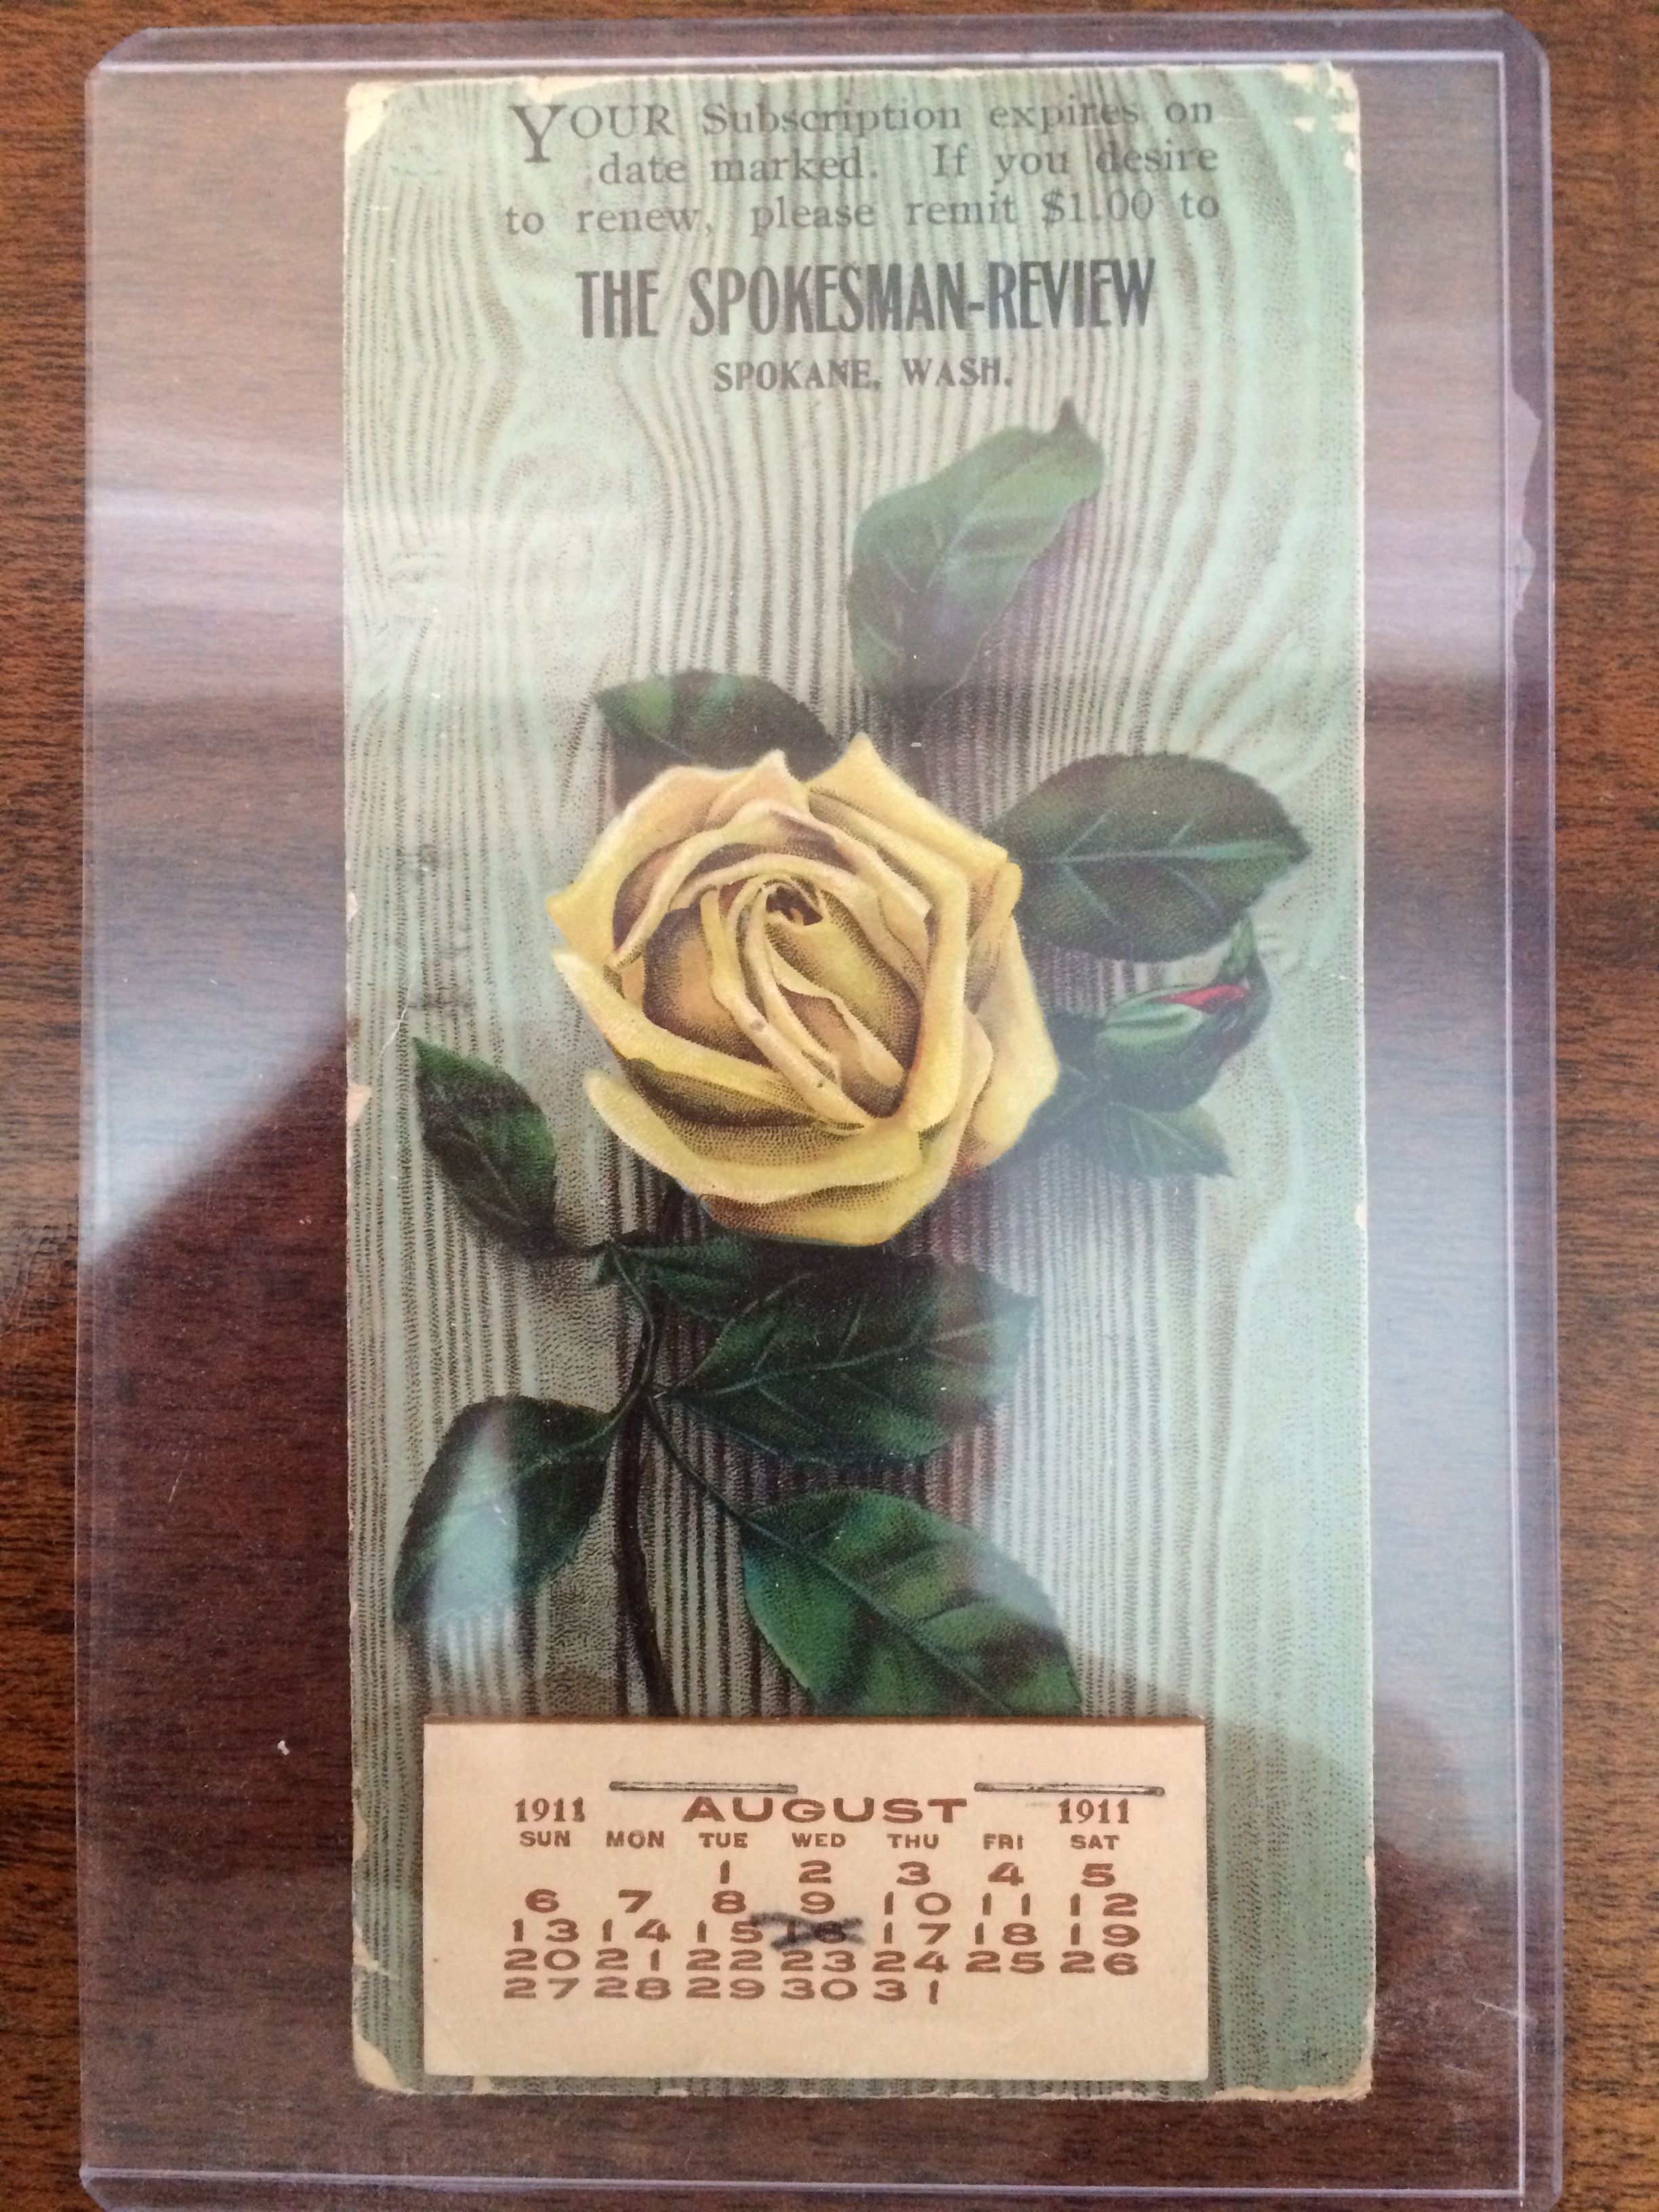 YOUR Subscription expires on
date marked. If you desire
to renew, please remit $1.00 to
THE SPOKESMAN-REVIEW
SPOKANE, WASH.
1911 AUGUST 1911
SUN MON TUE WED THU FRI SAT
1 2 3 4 5
6 7 8 9 10 11 12
13 14 15 16 17 18 19
20 21 22 23 24 25 26
27 28 29 30 31